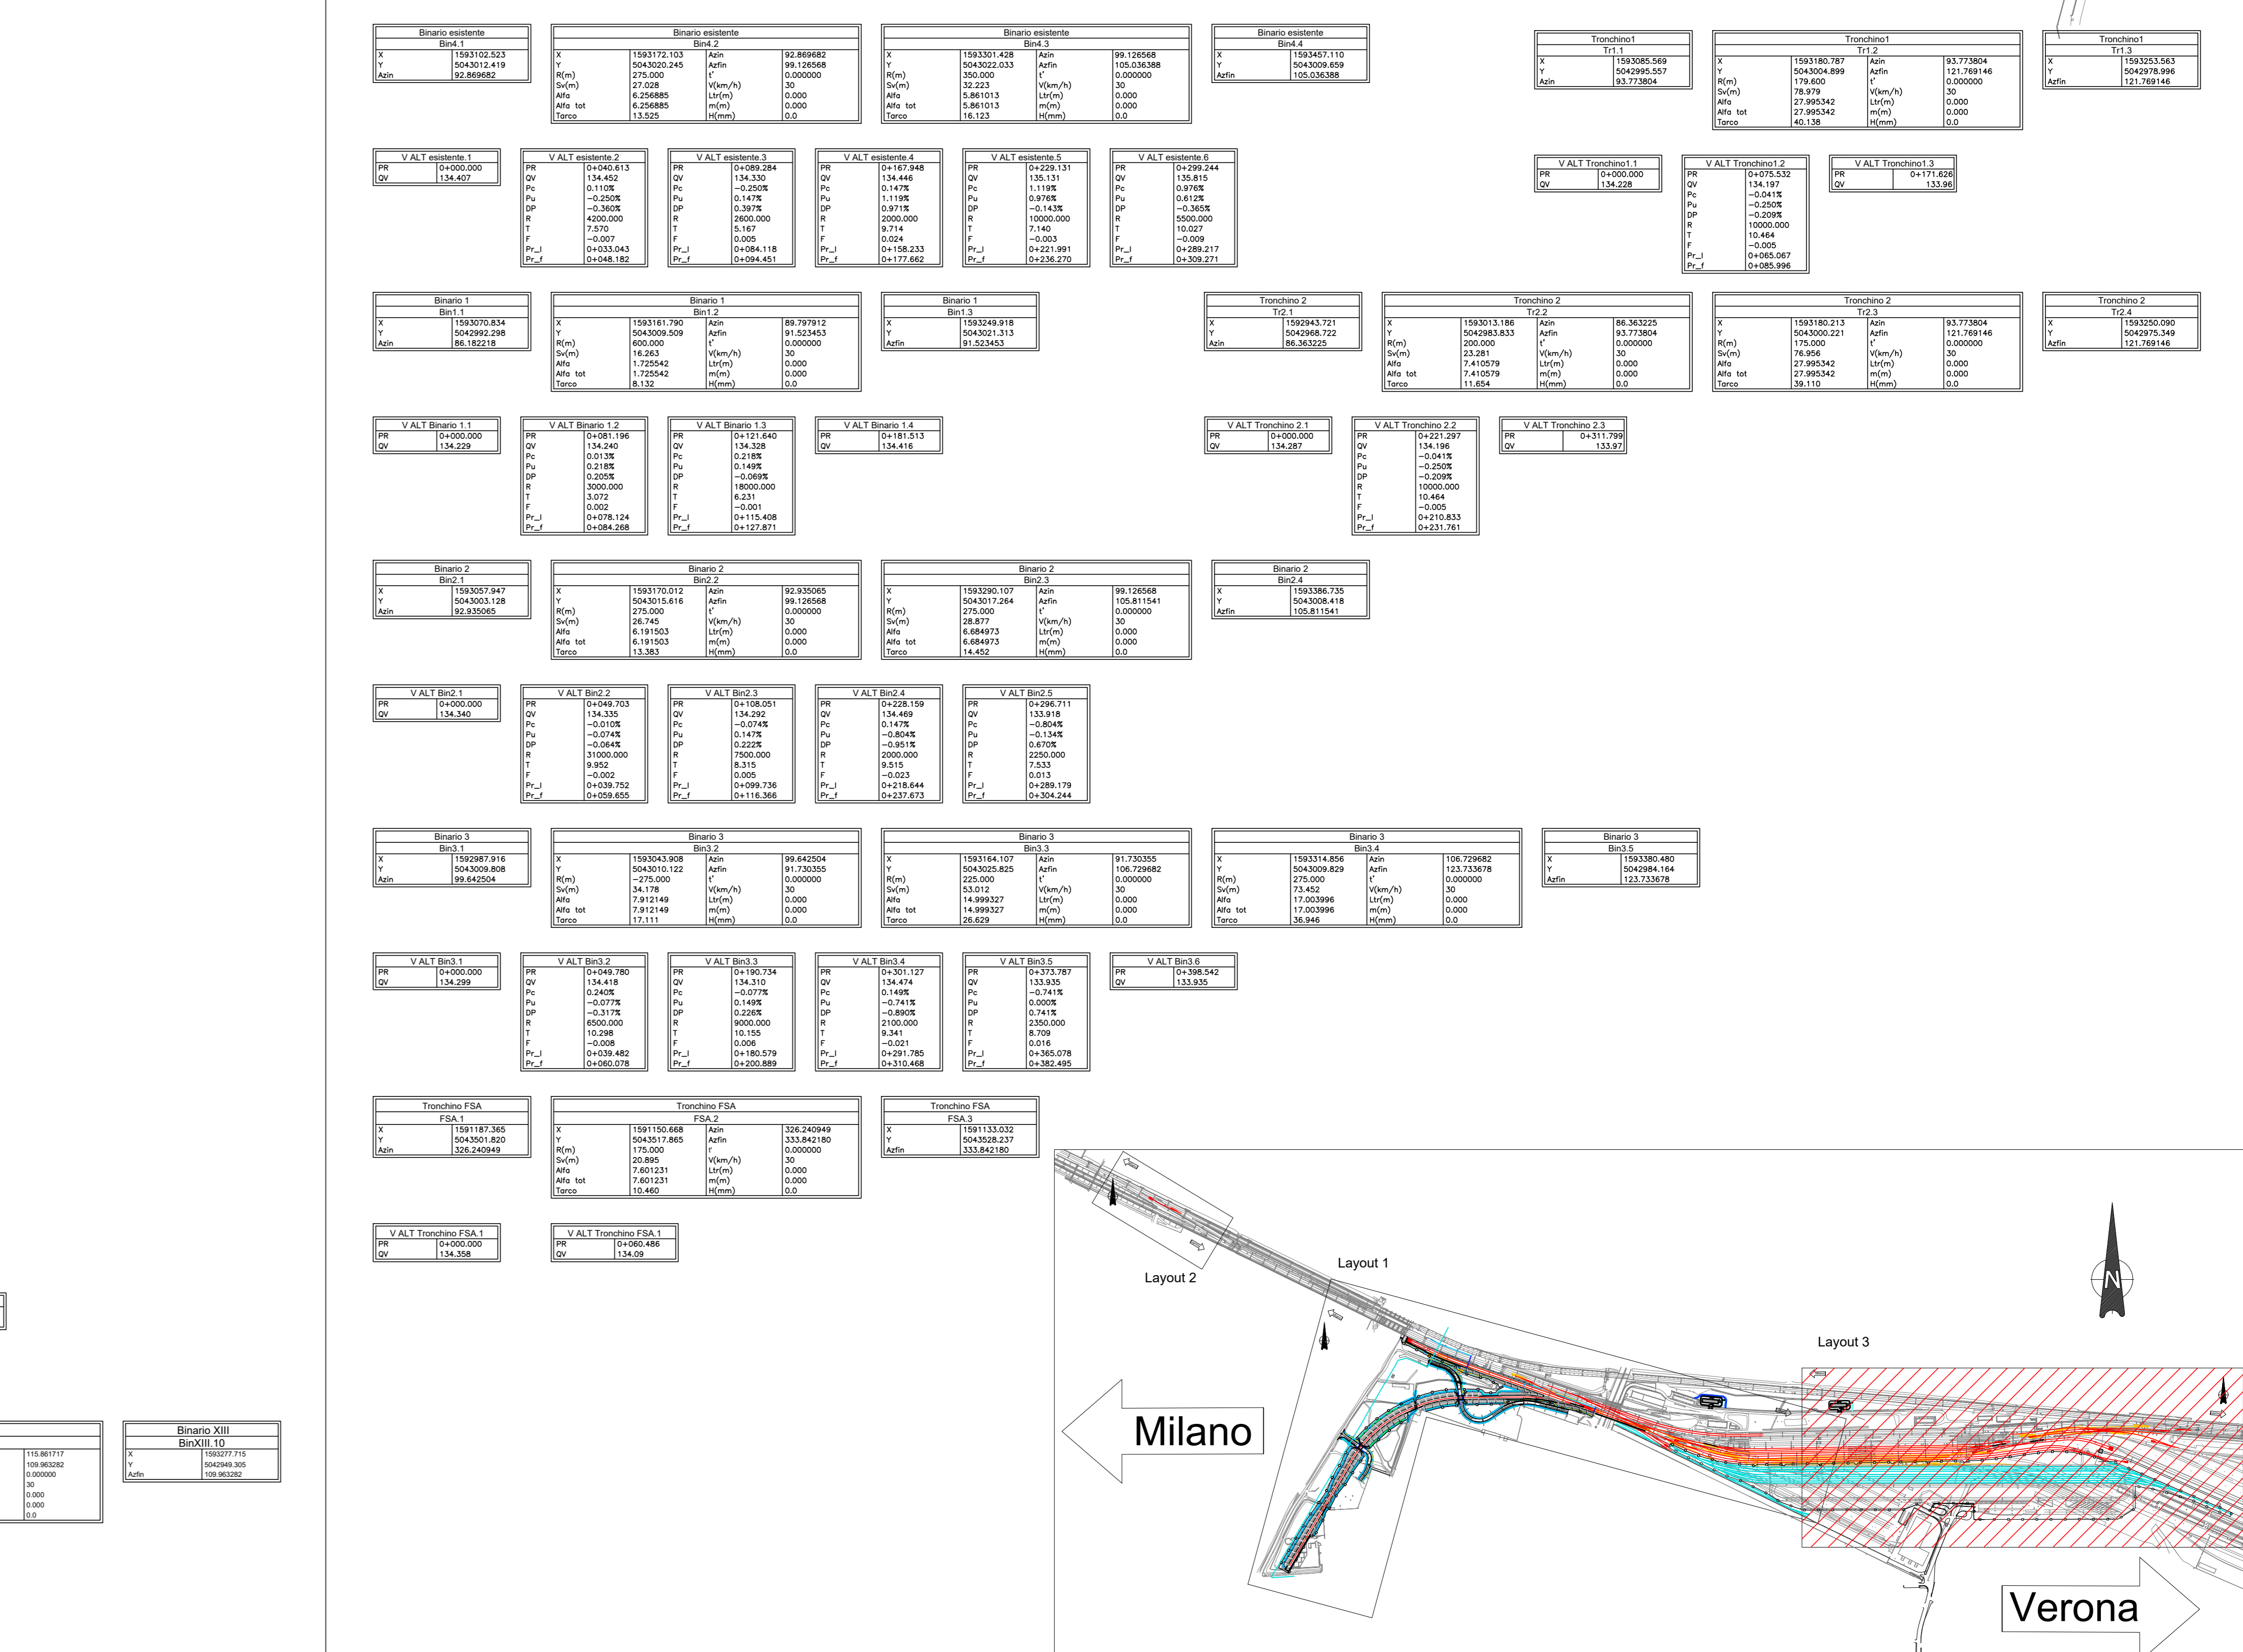 Binario esistente
Bin4.1
X 1593102.523
Y 5043012.419
Azin 92.869682
Binario esistente
Bin4.2
X 1593172.103 Azin 92.869682
Y 5043020.245 Azfin 99.126568
R(m) 275.000 t' 0.000000
Sv(m) 27.028 V(km/h) 30
Alfa 6.256885 Ltr(m) 0.000
Alfa tot 6.256885 m(m) 0.000
Tarco 13.525 H(mm) 0.0
Binario esistente
Bin4.3
X 1593301.428 Azin 99.126568
Y 5043022.033 Azfin 105.036388
R(m) 350.000 t' 0.000000
Sv(m) 32.223 V(km/h) 30
Alfa 5.861013 Ltr(m) 0.000
Alfa tot 5.861013 m(m) 0.000
Tarco 16.123 H(mm) 0.0
Binario esistente
Bin4.4
X 1593457.110
Y 5043009.659
Azfin 105.036388
Tronchino1
Tr1.1
X 1593085.569
Y 5042995.557
Azin 93.773804
Tronchino1
Tr1.2
X 1593180.787 Azin 93.773804
Y 5043004.899 Azfin 121.769146
R(m) 179.600 t' 0.000000
Sv(m) 78.979 V(km/h) 30
Alfa 27.995342 Ltr(m) 0.000
Alfa tot 27.995342 m(m) 0.000
Tarco 40.138 H(mm) 0.0
Tronchino1
Tr1.3
X 1593253.563
Y 5042978.996
Azfin 121.769146
V ALT esistente.1
PR 0+000.000
QV 134.407
V ALT esistente.2
PR 0+040.613
QV 134.452
Pc 0.110%
Pu −0.250%
DP −0.360%
R 4200.000
T 7.570
F −0.007
Pr_I 0+033.043
Pr_f 0+048.182
V ALT esistente.3
PR 0+089.284
QV 134.330
Pc −0.250%
Pu 0.147%
DP 0.397%
R 2600.000
T 5.167
F 0.005
Pr_I 0+084.118
Pr_f 0+094.451
V ALT esistente.4
PR 0+167.948
QV 134.446
Pc 0.147%
Pu 1.119%
DP 0.971%
R 2000.000
T 9.714
F 0.024
Pr_I 0+158.233
Pr_f 0+177.662
V ALT esistente.5
PR 0+229.131
QV 135.131
Pc 1.119%
Pu 0.976%
DP −0.143%
R 10000.000
T 7.140
F −0.003
Pr_I 0+221.991
Pr_f 0+236.270
V ALT esistente.6
PR 0+299.244
QV 135.815
Pc 0.976%
Pu 0.612%
DP −0.365%
R 5500.000
T 10.027
F −0.009
Pr_I 0+289.217
Pr_f 0+309.271
V ALT Tronchino1.1
PR 0+000.000
QV 134.228
V ALT Tronchino1.2
PR 0+075.532
QV 134.197
Pc −0.041%
Pu −0.250%
DP −0.209%
R 10000.000
T 10.464
F −0.005
Pr_I 0+065.067
Pr_f 0+085.996
V ALT Tronchino1.3
PR 0+171.626
QV 133.96
Binario 1
Bin1.1
X 1593070.834
Y 5042992.298
Azin 86.182218
Binario 1
Bin1.2
X 1593161.790 Azin 89.797912
Y 5043009.509 Azfin 91.523453
R(m) 600.000 t' 0.000000
Sv(m) 16.263 V(km/h) 30
Alfa 1.725542 Ltr(m) 0.000
Alfa tot 1.725542 m(m) 0.000
Tarco 8.132 H(mm) 0.0
Binario 1
Bin1.3
X 1593249.918
Y 5043021.313
Azfin 91.523453
Tronchino 2
Tr2.1
X 1592943.721
Y 5042968.722
Azin 86.363225
Tronchino 2
Tr2.2
X 1593013.186 Azin 86.363225
Y 5042983.833 Azfin 93.773804
R(m) 200.000 t' 0.000000
Sv(m) 23.281 V(km/h) 30
Alfa 7.410579 Ltr(m) 0.000
Alfa tot 7.410579 m(m) 0.000
Tarco 11.654 H(mm) 0.0
Tronchino 2
Tr2.3
X 1593180.213 Azin 93.773804
Y 5043000.221 Azfin 121.769146
R(m) 175.000 t' 0.000000
Sv(m) 76.956 V(km/h) 30
Alfa 27.995342 Ltr(m) 0.000
Alfa tot 27.995342 m(m) 0.000
Tarco 39.110 H(mm) 0.0
Tronchino 2
Tr2.4
X 1593250.090
Y 5042975.349
Azfin 121.769146
V ALT Binario 1.1
PR 0+000.000
QV 134.229
V ALT Binario 1.2
PR 0+081.196
QV 134.240
Pc 0.013%
Pu 0.218%
DP 0.205%
R 3000.000
T 3.072
F 0.002
Pr_I 0+078.124
Pr_f 0+084.268
V ALT Binario 1.3
PR 0+121.640
QV 134.328
Pc 0.218%
Pu 0.149%
DP −0.069%
R 18000.000
T 6.231
F −0.001
Pr_I 0+115.408
Pr_f 0+127.871
V ALT Binario 1.4
PR 0+181.513
QV 134.416
V ALT Tronchino 2.1
PR 0+000.000
QV 134.287
V ALT Tronchino 2.2
PR 0+221.297
QV 134.196
Pc −0.041%
Pu −0.250%
DP −0.209%
R 10000.000
T 10.464
F −0.005
Pr_I 0+210.833
Pr_f 0+231.761
V ALT Tronchino 2.3
PR 0+311.799
QV 133.97
Binario 2
Bin2.1
X 1593057.947
Y 5043003.128
Azin 92.935065
Binario 2
Bin2.2
X 1593170.012 Azin 92.935065
Y 5043015.616 Azfin 99.126568
R(m) 275.000 t' 0.000000
Sv(m) 26.745 V(km/h) 30
Alfa 6.191503 Ltr(m) 0.000
Alfa tot 6.191503 m(m) 0.000
Tarco 13.383 H(mm) 0.0
Binario 2
Bin2.3
X 1593290.107 Azin 99.126568
Y 5043017.264 Azfin 105.811541
R(m) 275.000 t' 0.000000
Sv(m) 28.877 V(km/h) 30
Alfa 6.684973 Ltr(m) 0.000
Alfa tot 6.684973 m(m) 0.000
Tarco 14.452 H(mm) 0.0
Binario 2
Bin2.4
X 1593386.735
Y 5043008.418
Azfin 105.811541
V ALT Bin2.1
PR 0+000.000
QV 134.340
V ALT Bin2.2
PR 0+049.703
QV 134.335
Pc −0.010%
Pu −0.074%
DP −0.064%
R 31000.000
T 9.952
F −0.002
Pr_I 0+039.752
Pr_f 0+059.655
V ALT Bin2.3
PR 0+108.051
QV 134.292
Pc −0.074%
Pu 0.147%
DP 0.222%
R 7500.000
T 8.315
F 0.005
Pr_I 0+099.736
Pr_f 0+116.366
V ALT Bin2.4
PR 0+228.159
QV 134.469
Pc 0.147%
Pu −0.804%
DP −0.951%
R 2000.000
T 9.515
F −0.023
Pr_I 0+218.644
Pr_f 0+237.673
V ALT Bin2.5
PR 0+296.711
QV 133.918
Pc −0.804%
Pu −0.134%
DP 0.670%
R 2250.000
T 7.533
F 0.013
Pr_I 0+289.179
Pr_f 0+304.244
Binario 3
Bin3.1
X 1592987.916
Y 5043009.808
Azin 99.642504
Binario 3
Bin3.2
X 1593043.908 Azin 99.642504
Y 5043010.122 Azfin 91.730355
R(m) −275.000 t' 0.000000
Sv(m) 34.178 V(km/h) 30
Alfa 7.912149 Ltr(m) 0.000
Alfa tot 7.912149 m(m) 0.000
Tarco 17.111 H(mm) 0.0
Binario 3
Bin3.3
X 1593164.107 Azin 91.730355
Y 5043025.825 Azfin 106.729682
R(m) 225.000 t' 0.000000
Sv(m) 53.012 V(km/h) 30
Alfa 14.999327 Ltr(m) 0.000
Alfa tot 14.999327 m(m) 0.000
Tarco 26.629 H(mm) 0.0
Binario 3
Bin3.4
X 1593314.856 Azin 106.729682
Y 5043009.829 Azfin 123.733678
R(m) 275.000 t' 0.000000
Sv(m) 73.452 V(km/h) 30
Alfa 17.003996 Ltr(m) 0.000
Alfa tot 17.003996 m(m) 0.000
Tarco 36.946 H(mm) 0.0
Binario 3
Bin3.5
X 1593380.480
Y 5042984.164
Azfin 123.733678
V ALT Bin3.1
PR 0+000.000
QV 134.299
V ALT Bin3.2
PR 0+049.780
QV 134.418
Pc 0.240%
Pu −0.077%
DP −0.317%
R 6500.000
T 10.298
F −0.008
Pr_I 0+039.482
Pr_f 0+060.078
V ALT Bin3.3
PR 0+190.734
QV 134.310
Pc −0.077%
Pu 0.149%
DP 0.226%
R 9000.000
T 10.155
F 0.006
Pr_I 0+180.579
Pr_f 0+200.889
V ALT Bin3.4
PR 0+301.127
QV 134.474
Pc 0.149%
Pu −0.741%
DP −0.890%
R 2100.000
T 9.341
F −0.021
Pr_I 0+291.785
Pr_f 0+310.468
V ALT Bin3.5
PR 0+373.787
QV 133.935
Pc −0.741%
Pu 0.000%
DP 0.741%
R 2350.000
T 8.709
F 0.016
Pr_I 0+365.078
Pr_f 0+382.495
V ALT Bin3.6
PR 0+398.542
QV 133.935
Tronchino FSA
FSA.1
X 1591187.365
Y 5043501.820
Azin 326.240949
Tronchino FSA
FSA.2
X 1591150.668 Azin 326.240949
Y 5043517.865 Azfin 333.842180
R(m) 175.000 t' 0.000000
Sv(m) 20.895 V(km/h) 30
Alfa 7.601231 Ltr(m) 0.000
Alfa tot 7.601231 m(m) 0.000
Tarco 10.460 H(mm) 0.0
Tronchino FSA
FSA.3
X 1591133.032
Y 5043528.237
Azfin 333.842180
V ALT Tronchino FSA.1
PR 0+000.000
QV 134.358
V ALT Tronchino FSA.1
PR 0+060.486
QV 134.09
Layout 2
Layout 1
Layout 3
N
Milano
Verona
115.861717
109.963282
0.000000
30
0.000
0.000
0.0
Binario XIII
BinXIII.10
X 1593277.715
Y 5042949.305
Azfin 109.963282